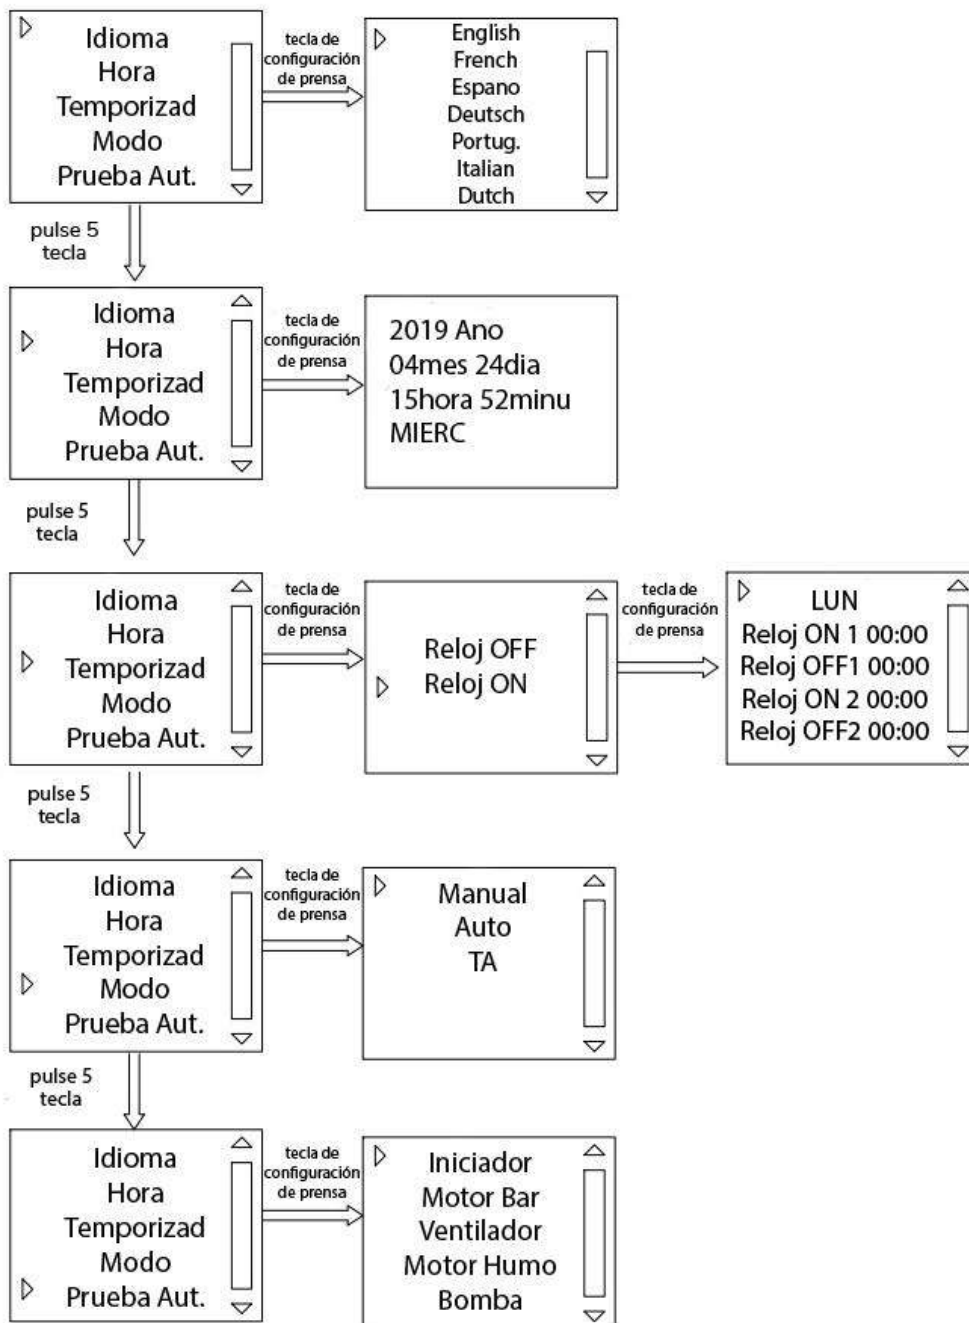 Idioma
Hora
Temporizad
Modo
Prueba Aut.
tecla de
configuración
de prensa
English
French
Espano
Deutsch
Portug.
Italian
Dutch
pulse 5
tecla
Idioma
Hora
Temporizad
Modo
Prueba Aut.
tecla de
configuración
de prensa
2019 Ano
04mes 24dia
15hora 52minu
MIERC
pulse 5
tecla
Idioma
Hora
Temporizad
Modo
Prueba Aut.
tecla de
configuración
de prensa
Reloj OFF
Reloj ON
tecla de
configuración
de prensa
LUN
Reloj ON 1 00:00
Reloj OFF1 00:00
Reloj ON 2 00:00
Reloj OFF2 00:00
pulse 5
tecla
Idioma
Hora
Temporizad
Modo
Prueba Aut.
tecla de
configuración
de prensa
Manual
Auto
TA
pulse 5
tecla
Idioma
Hora
Temporizad
Modo
Prueba Aut.
tecla de
configuración
de prensa
Iniciador
Motor Bar
Ventilador
Motor Humo
Bomba